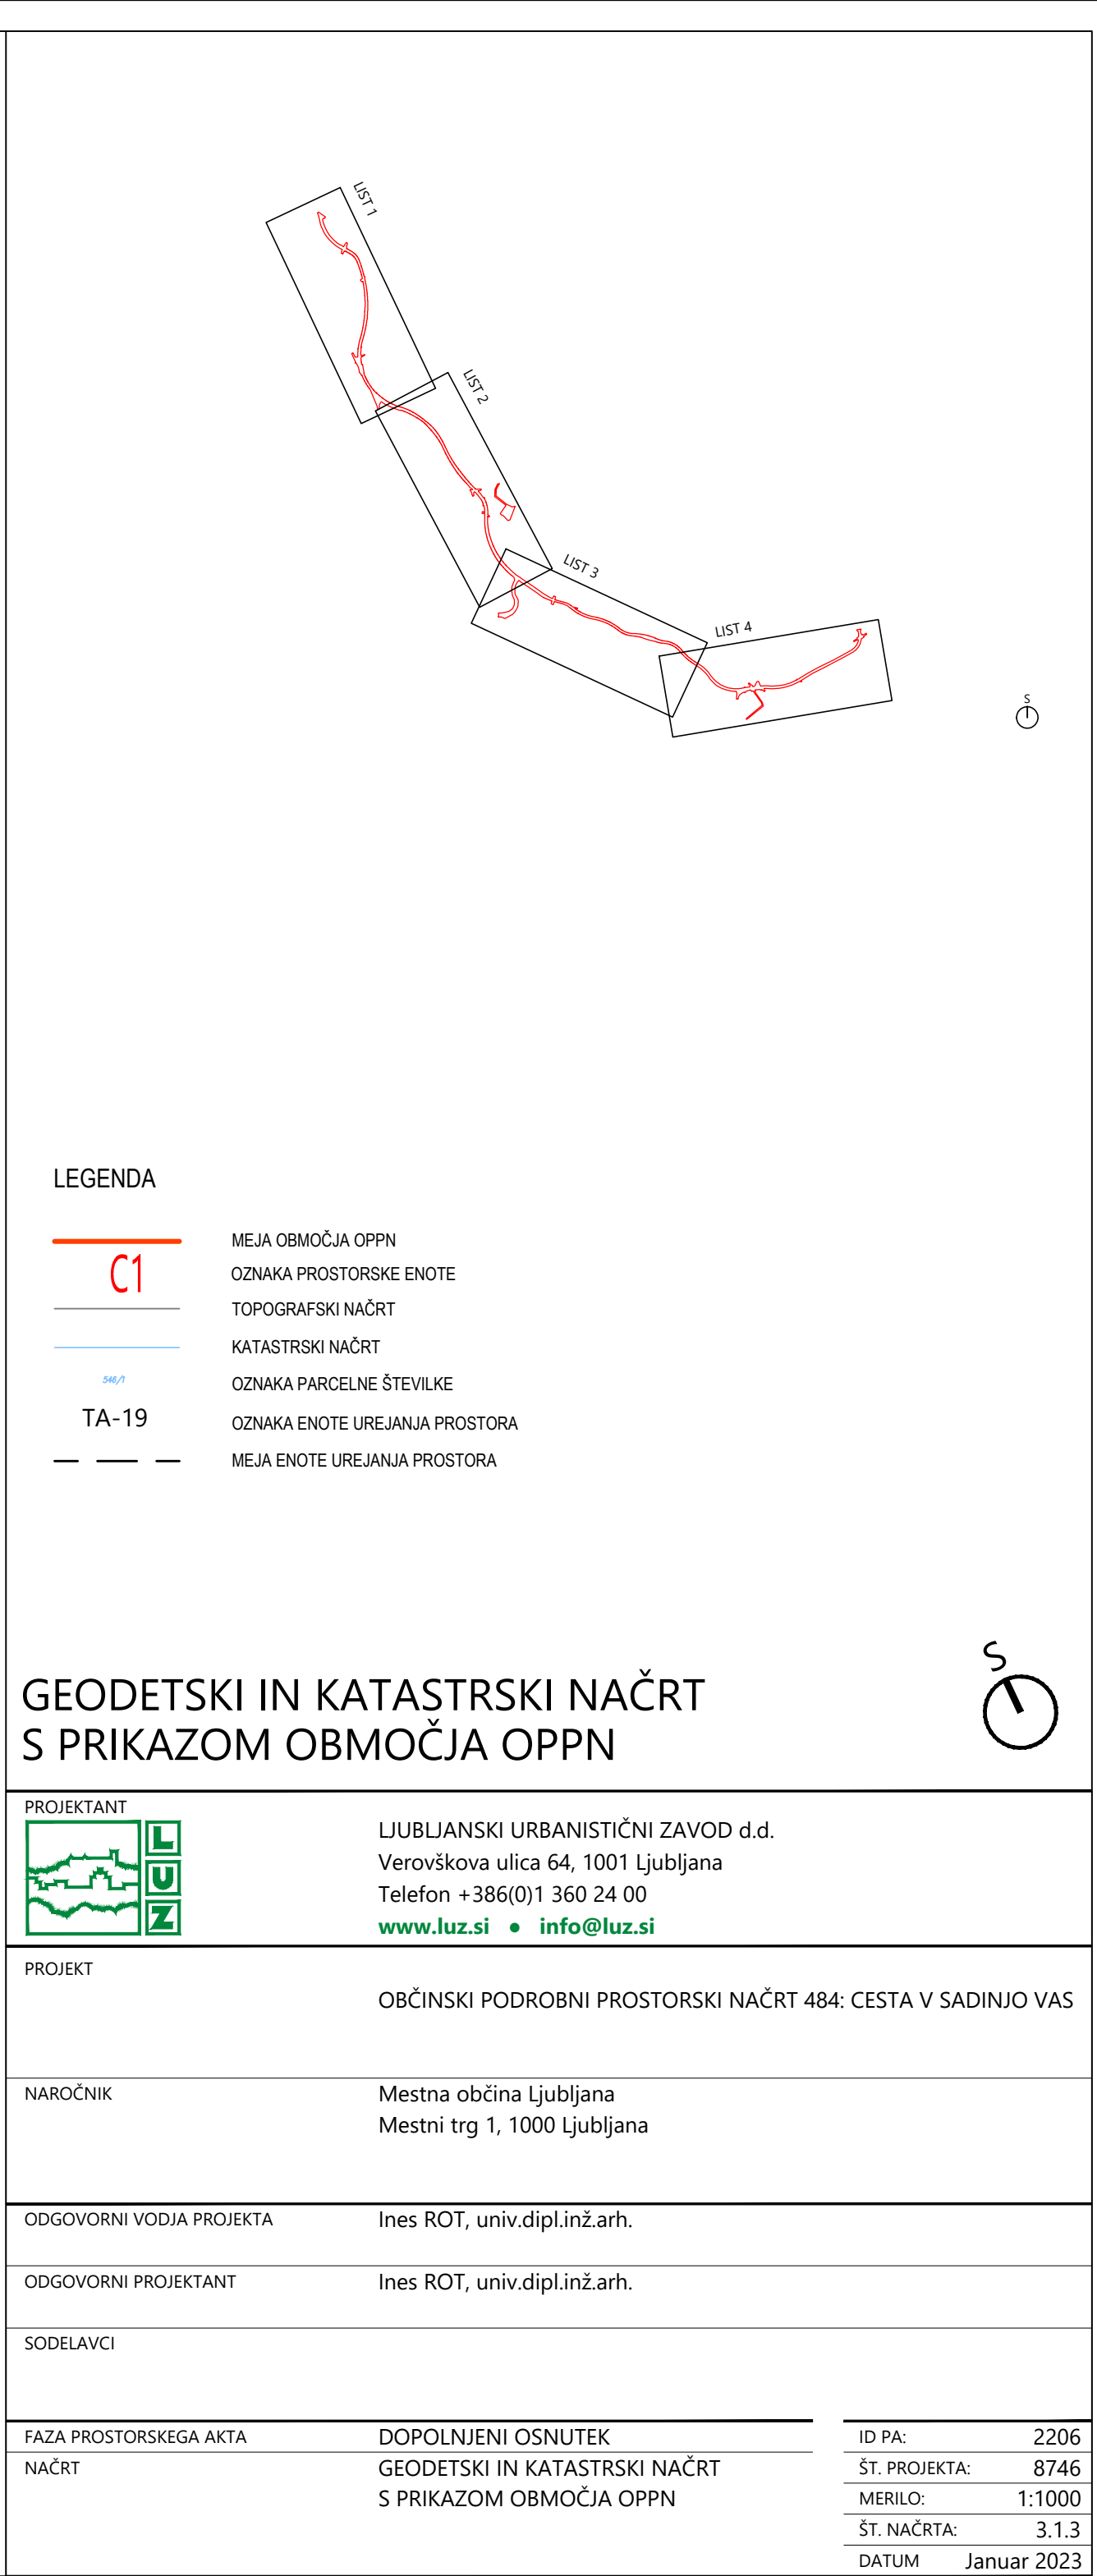 LIST 1
LIST 2
LIST 3
LIST 4
S
LEGENDA
MEJA OBMOČJA OPPN
C1
OZNAKA PROSTORSKE ENOTE
TOPOGRAFSKI NAČRT
KATASTRSKI NAČRT
546/1
OZNAKA PARCELNE ŠTEVILKE
TA-19
OZNAKA ENOTE UREJANJA PROSTORA
MEJA ENOTE UREJANJA PROSTORA
S
GEODETSKI IN KATASTRSKI NAČRT
S PRIKAZOM OBMOČJA OPPN
PROJEKTANT
L
U
Z
LJUBLJANSKI URBANISTIČNI ZAVOD d.d.
Verovškova ulica 64, 1001 Ljubljana
Telefon +386(0)1 360 24 00
www.luz.si ● info@luz.si
PROJEKT
OBČINSKI PODROBNI PROSTORSKI NAČRT 484: CESTA V SADINJO VAS
NAROČNIK
Mestna občina Ljubljana
Mestni trg 1, 1000 Ljubljana
ODGOVORNI VODJA PROJEKTA
Ines ROT, univ.dipl.inž.arh.
ODGOVORNI PROJEKTANT
Ines ROT, univ.dipl.inž.arh.
SODELAVCI
FAZA PROSTORSKEGA AKTA
DOPOLNJENI OSNUTEK
NAČRT
GEODETSKI IN KATASTRSKI NAČRT
S PRIKAZOM OBMOČJA OPPN
ID PA: 2206
ŠT. PROJEKTA: 8746
MERILO: 1:1000
ŠT. NAČRTA: 3.1.3
DATUM Januar 2023